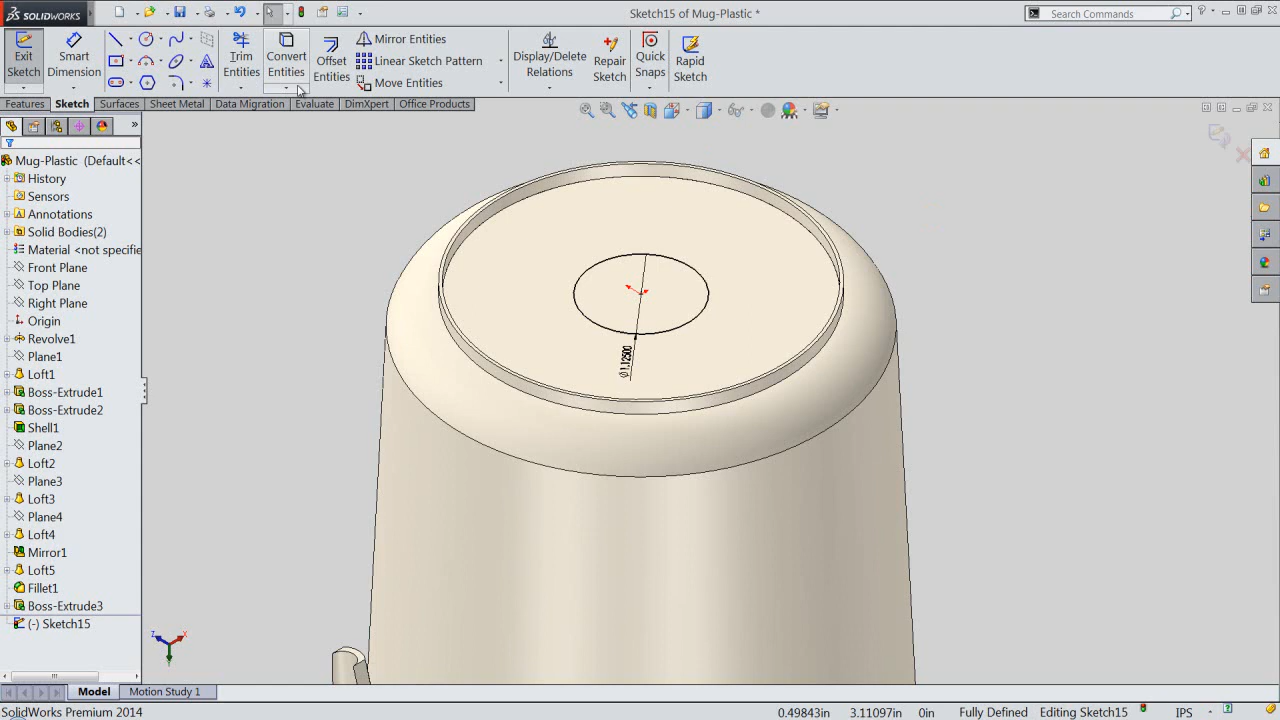 SOLIDWORKS
Sketch15 of Mug-Plastic *
Search Commands
Exit Sketch
Smart Dimension
Trim Entities
Convert Entities
Offset Entities
Mirror Entities
Linear Sketch Pattern
Move Entities
Display/Delete Relations
Repair Sketch
Quick Snaps
Rapid Sketch
Features
Sketch
Surfaces
Sheet Metal
Data Migration
Evaluate
DimXpert
Office Products
Mug-Plastic (Default<<
History
Sensors
Annotations
Solid Bodies(2)
Material <not specifie
Front Plane
Top Plane
Right Plane
Origin
Revolve1
Plane1
Loft1
Boss-Extrude1
Boss-Extrude2
Shell1
Plane2
Loft2
Plane3
Loft3
Plane4
Loft4
Mirror1
Loft5
Fillet1
Boss-Extrude3
(-) Sketch15
Ø1.12500
Z
X
Model
Motion Study 1
SolidWorks Premium 2014
0.49843in
3.11097in
0in
Fully Defined
Editing Sketch15
IPS